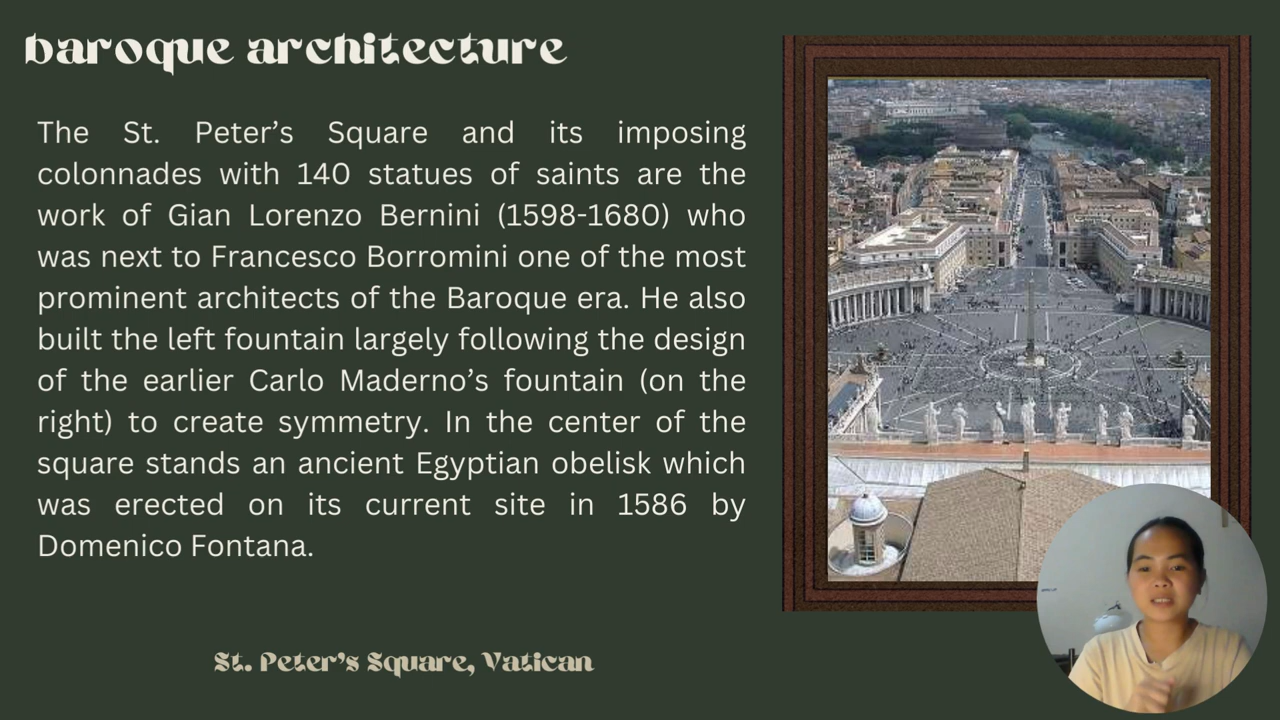 baroque architecture
The St. Peter's Square and its imposing
colonnades with 140 statues of saints are the
work of Gian Lorenzo Bernini (1598-1680) who
was next to Francesco Borromini one of the most
prominent architects of the Baroque era. He also
built the left fountain largely following the design
of the earlier Carlo Maderno's fountain (on the
right) to create symmetry. In the center of the
square stands an ancient Egyptian obelisk which
was erected on its current site in 1586 by
Domenico Fontana.
St. Peter's Square, Vatican